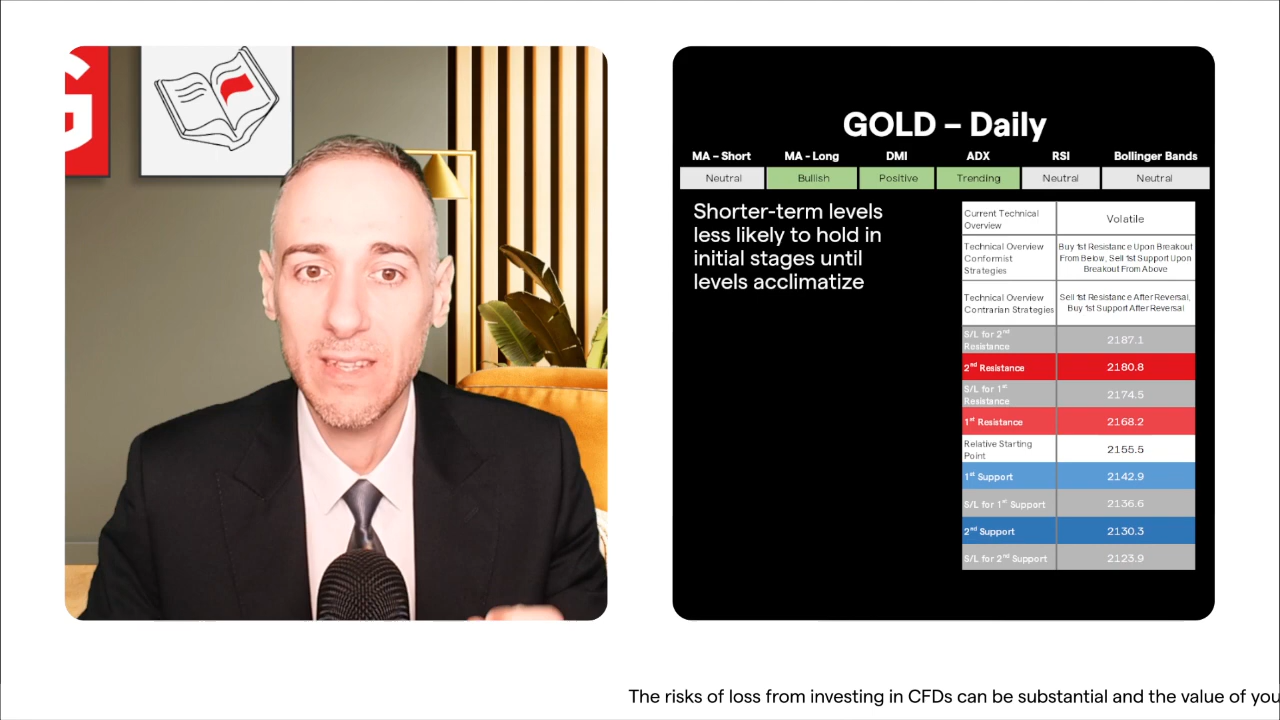 G
GOLD – Daily
MA – Short MA - Long DMI ADX RSI Bollinger Bands
Neutral Bullish Positive Trending Neutral Neutral
Shorter-term levels
less likely to hold in
initial stages until
levels acclimatize
Current Technical
Overview
Volatile
Technical Overview
Conformist
Strategies
Buy 1st Resistance Upon Breakout
From Below, Sell 1st Support Upon
Breakout From Above
Technical Overview
Contrarian Strategies
Sell 1st Resistance After Reversal,
Buy 1st Support After Reversal
S/L for 2nd
Resistance
2187.1
2nd Resistance 2180.8
S/L for 1st
Resistance
2174.5
1st Resistance 2168.2
Relative Starting
Point
2155.5
1st Support 2142.9
S/L for 1st Support 2136.6
2nd Support 2130.3
S/L for 2nd Support 2123.9
The risks of loss from investing in CFDs can be substantial and the value of you